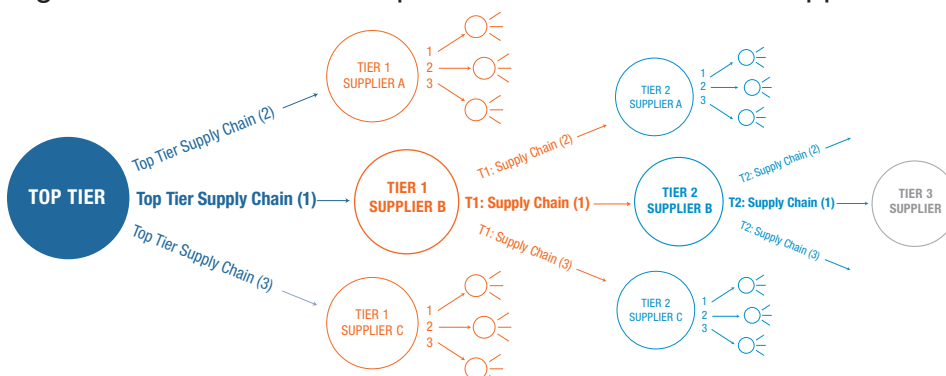 TIER 1
SUPPLIER A
1
2
3
TIER 2
SUPPLIER A
1
2
3
Top Tier Supply Chain (2)
T1: Supply Chain (2)
T2: Supply Chain (2)
TOP TIER
Top Tier Supply Chain (1)
TIER 1
SUPPLIER B
T1: Supply Chain (1)
TIER 2
SUPPLIER B
T2: Supply Chain (1)
TIER 3
SUPPLIER
Top Tier Supply Chain (3)
T1: Supply Chain (3)
T2: Supply Chain (3)
TIER 1
SUPPLIER C
1
2
3
TIER 2
SUPPLIER C
1
2
3